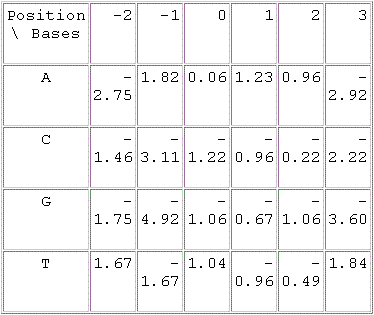 Position \ Bases -2 -1 0 1 2 3
A -2.75 1.82 0.06 1.23 0.96 -2.92
C -1.46 -3.11 -1.22 -0.96 -0.22 -2.22
G -1.75 -4.92 -1.06 -0.67 -1.06 -3.60
T 1.67 -1.67 1.04 -0.96 -0.49 1.84